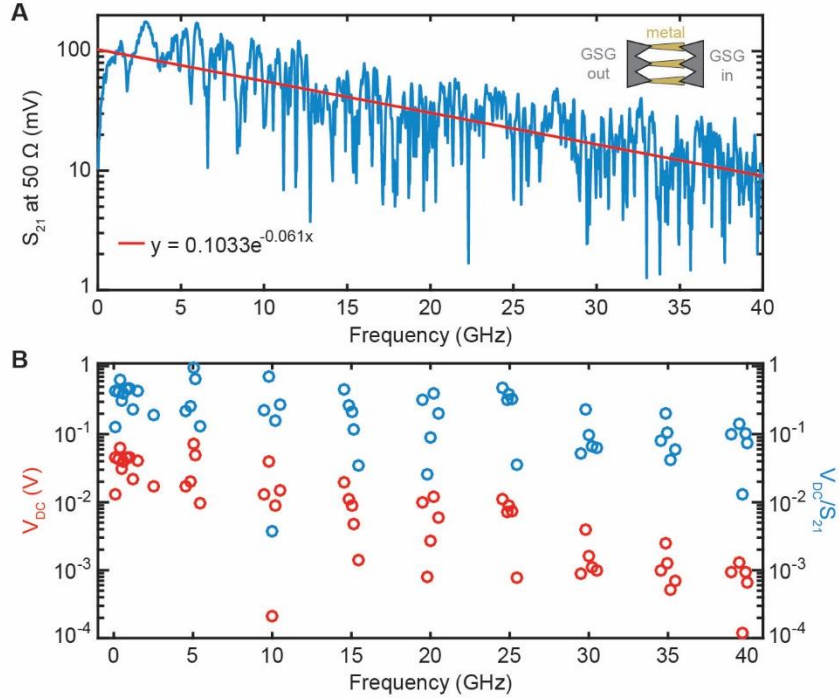 A
100
10
1
S21 at 50 Ω (mV)
metal
GSG out
GSG in
y = 0.1033e^-0.061x
0 5 10 15 20 25 30 35 40
Frequency (GHz)
B
1
10^-1
10^-2
10^-3
10^-4
VDC (V)
1
10^-1
10^-2
10^-3
10^-4
VDC/S21
0 5 10 15 20 25 30 35 40
Frequency (GHz)